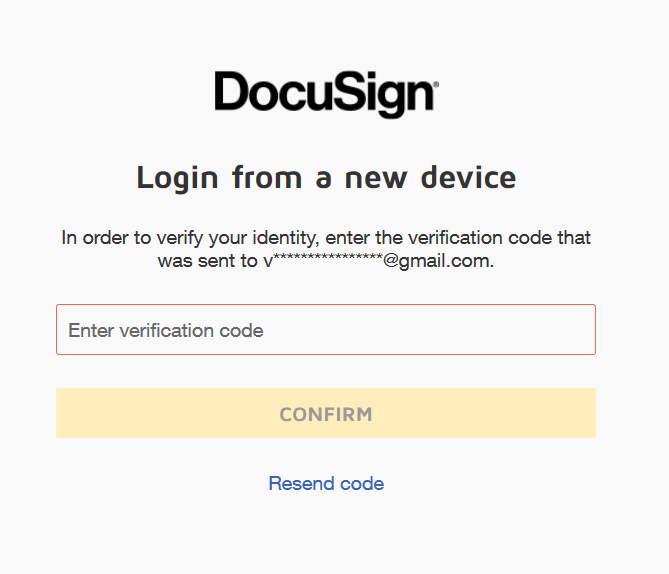 DocuSign®
Login from a new device
In order to verify your identity, enter the verification code that
was sent to v****************@gmail.com.
Enter verification code
CONFIRM
Resend code